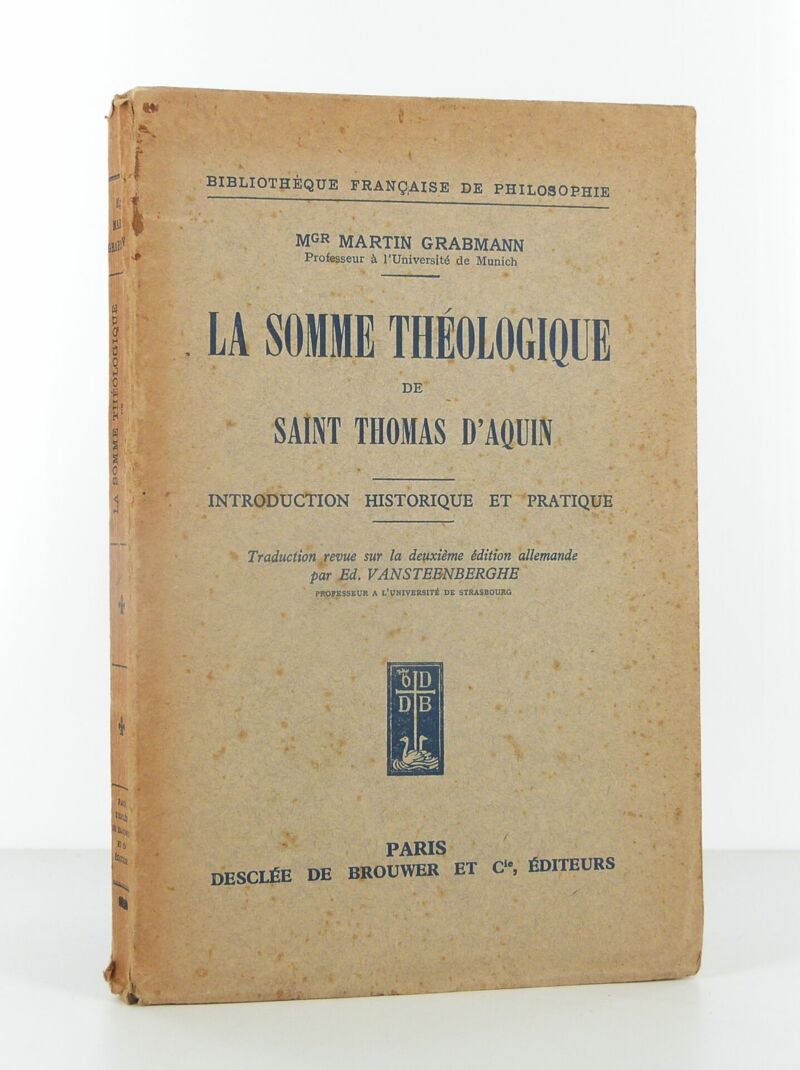 BIBLIOTHÈQUE FRANÇAISE DE PHILOSOPHIE
MGR MARTIN GRABMANN
Professeur à l'Université de Munich
LA SOMME THÉOLOGIQUE
DE
SAINT THOMAS D'AQUIN
INTRODUCTION HISTORIQUE ET PRATIQUE
Traduction revue sur la deuxième édition allemande
par Ed. VANSTEENBERGHE
PROFESSEUR A L'UNIVERSITÉ DE STRASBOURG
DD
DB
PARIS
DESCLÉE DE BROUWER ET Cie, ÉDITEURS
LA SOMME THÉOLOGIQUE